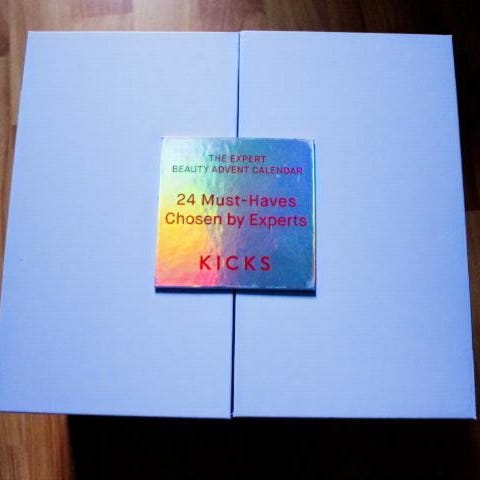 THE EXPERT
BEAUTY ADVENT CALENDAR
24 Must-Haves
Chosen by Experts
KICKS